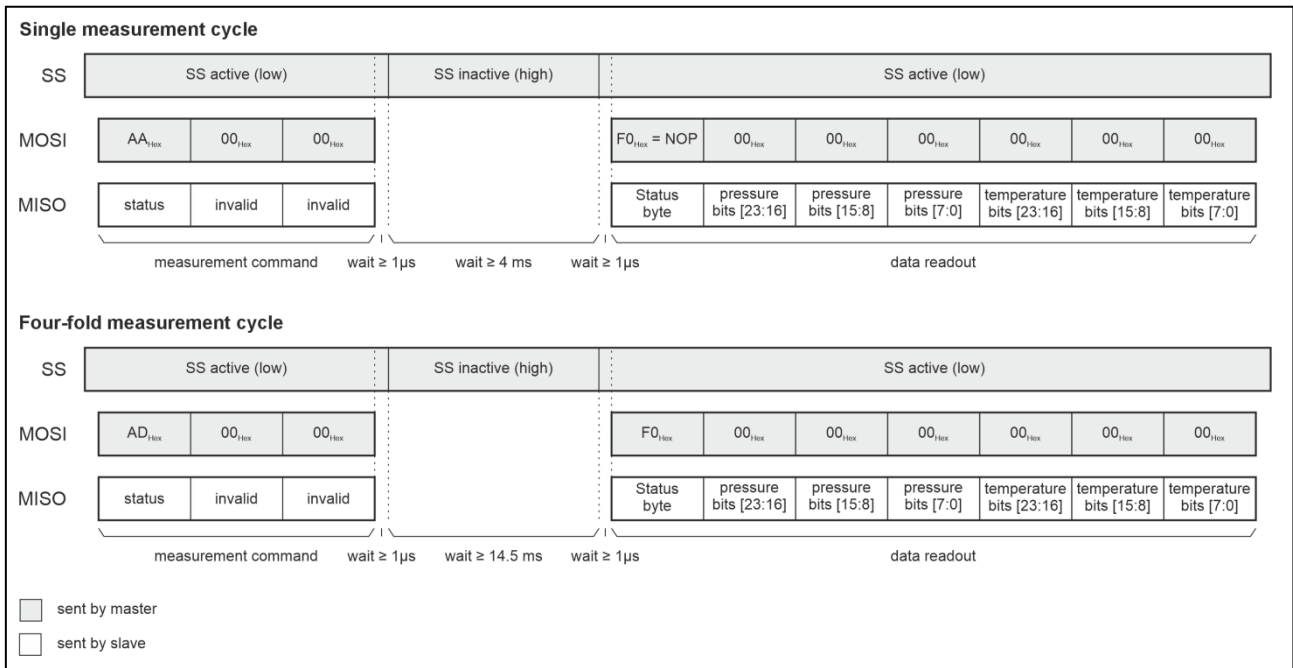 Single measurement cycle
SS
SS active (low)
SS inactive (high)
SS active (low)
MOSI
AAHex
00Hex
00Hex
F0Hex = NOP
00Hex
00Hex
00Hex
00Hex
00Hex
00Hex
MISO
status
invalid
invalid
Status
byte
pressure
bits [23:16]
pressure
bits [15:8]
pressure
bits [7:0]
temperature
bits [23:16]
temperature
bits [15:8]
temperature
bits [7:0]
measurement command
wait ≥ 1µs
wait ≥ 4 ms
wait ≥ 1µs
data readout
Four-fold measurement cycle
SS
SS active (low)
SS inactive (high)
SS active (low)
MOSI
ADHex
00Hex
00Hex
F0Hex
00Hex
00Hex
00Hex
00Hex
00Hex
00Hex
MISO
status
invalid
invalid
Status
byte
pressure
bits [23:16]
pressure
bits [15:8]
pressure
bits [7:0]
temperature
bits [23:16]
temperature
bits [15:8]
temperature
bits [7:0]
measurement command
wait ≥ 1µs
wait ≥ 14.5 ms
wait ≥ 1µs
data readout
sent by master
sent by slave